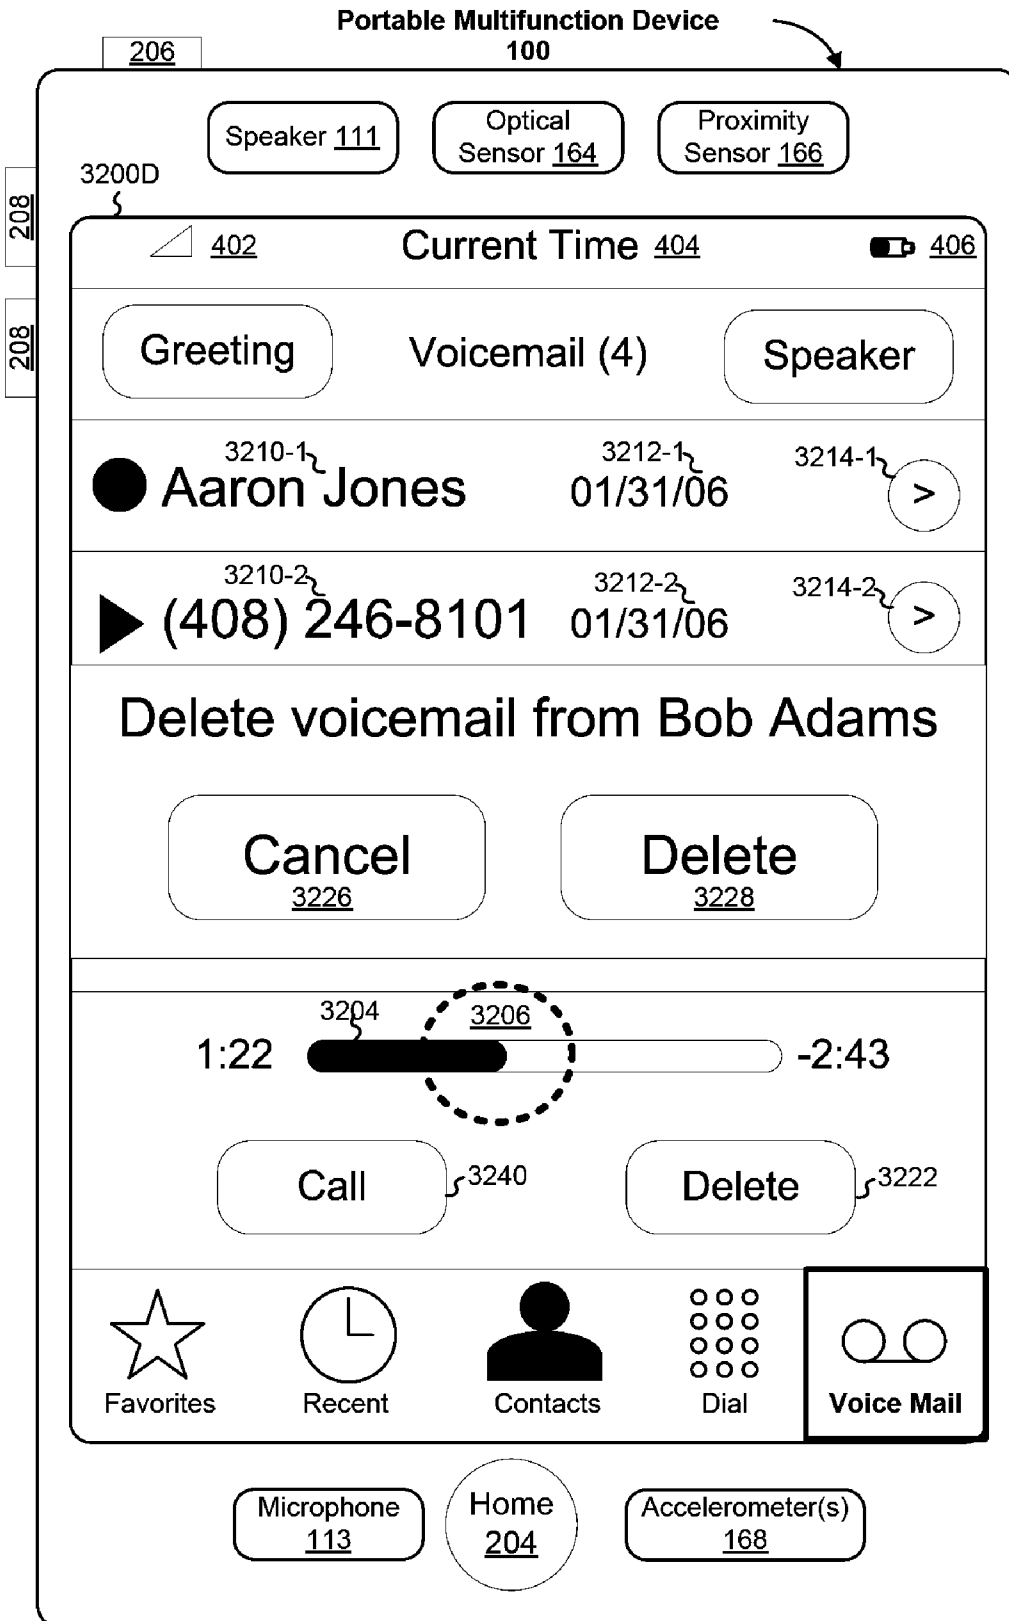 Portable Multifunction Device
100
206
Speaker 111
Optical
Sensor 164
Proximity
Sensor 166
3200D
208
208
402
Current Time 404
406
Greeting
Voicemail (4)
Speaker
3210-1
3212-1
3214-1
Aaron Jones
01/31/06
>
3210-2
3212-2
3214-2
(408) 246-8101
01/31/06
>
Delete voicemail from Bob Adams
Cancel
3226
Delete
3228
3204
3206
1:22
-2:43
Call
3240
Delete
3222
Favorites
Recent
Contacts
Dial
Voice Mail
Microphone
113
Home
204
Accelerometer(s)
168